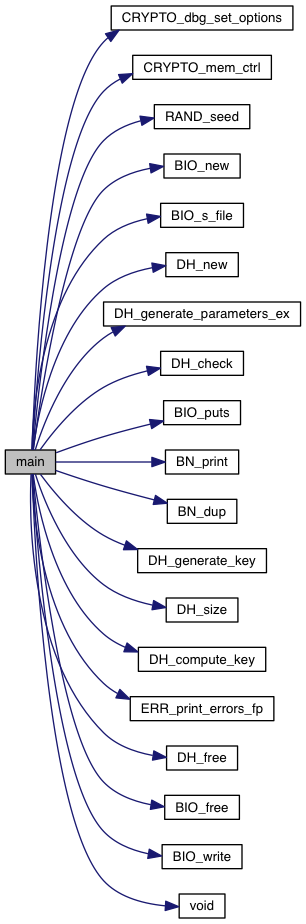 CRYPTO_dbg_set_options
CRYPTO_mem_ctrl
RAND_seed
BIO_new
BIO_s_file
DH_new
DH_generate_parameters_ex
DH_check
BIO_puts
main
BN_print
BN_dup
DH_generate_key
DH_size
DH_compute_key
ERR_print_errors_fp
DH_free
BIO_free
BIO_write
void